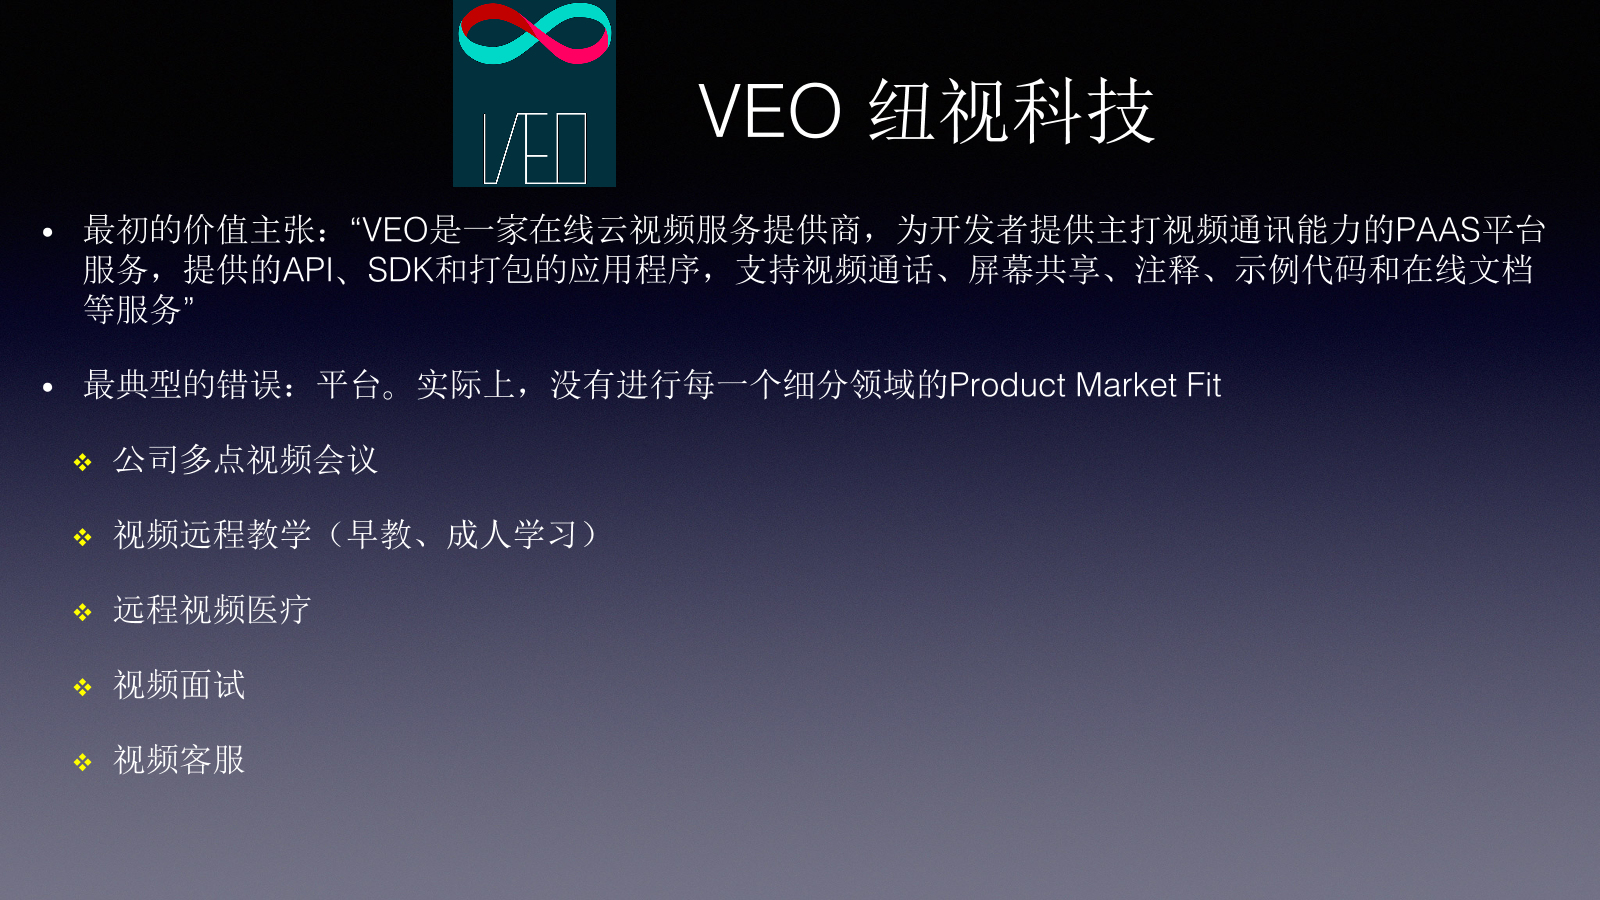 VEO
VEO 纽视科技
• 最初的价值主张：“VEO是一家在线云视频服务提供商，为开发者提供主打视频通讯能力的PAAS平台
服务，提供的API、SDK和打包的应用程序，支持视频通话、屏幕共享、注释、示例代码和在线文档
等服务”
• 最典型的错误：平台。实际上，没有进行每一个细分领域的Product Market Fit
❖ 公司多点视频会议
❖ 视频远程教学（早教、成人学习）
❖ 远程视频医疗
❖ 视频面试
❖ 视频客服